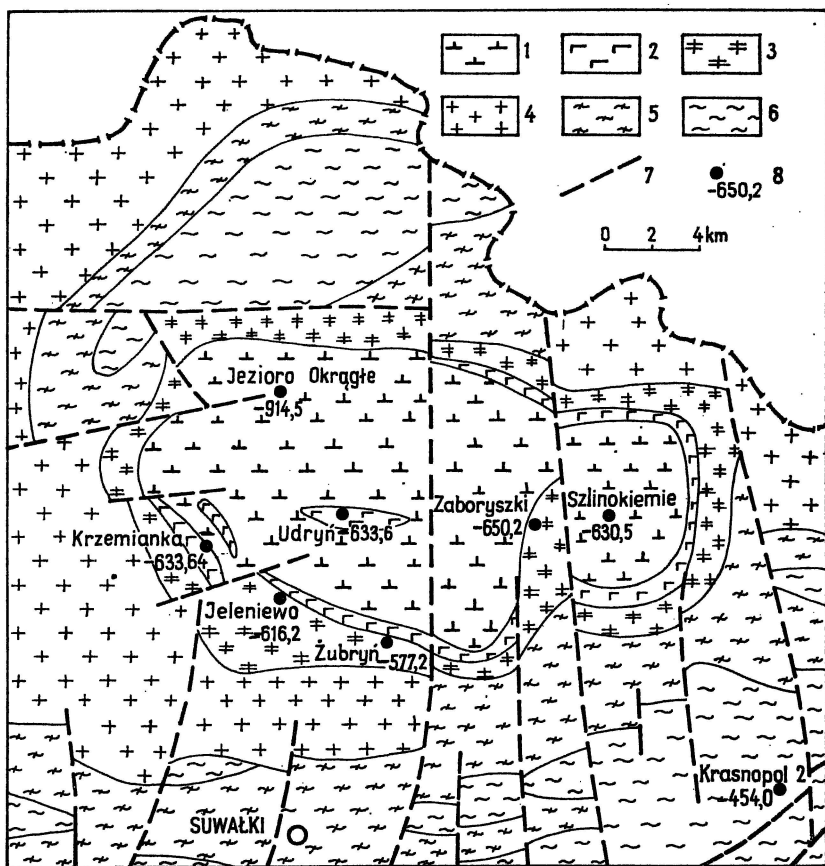 1 2 3
4 5 6
7 8
-650,2
0 2 4 km
Jezioro Okrągłe
-914,5
Zaboryszki
-650,2
Szlinokiemie
-630,5
Udryń -633,6
Krzemianka
-633,64
Jeleniewo
-616,2
Żubryń
-577,2
Krasnopol 2
-454,0
SUWAŁKI